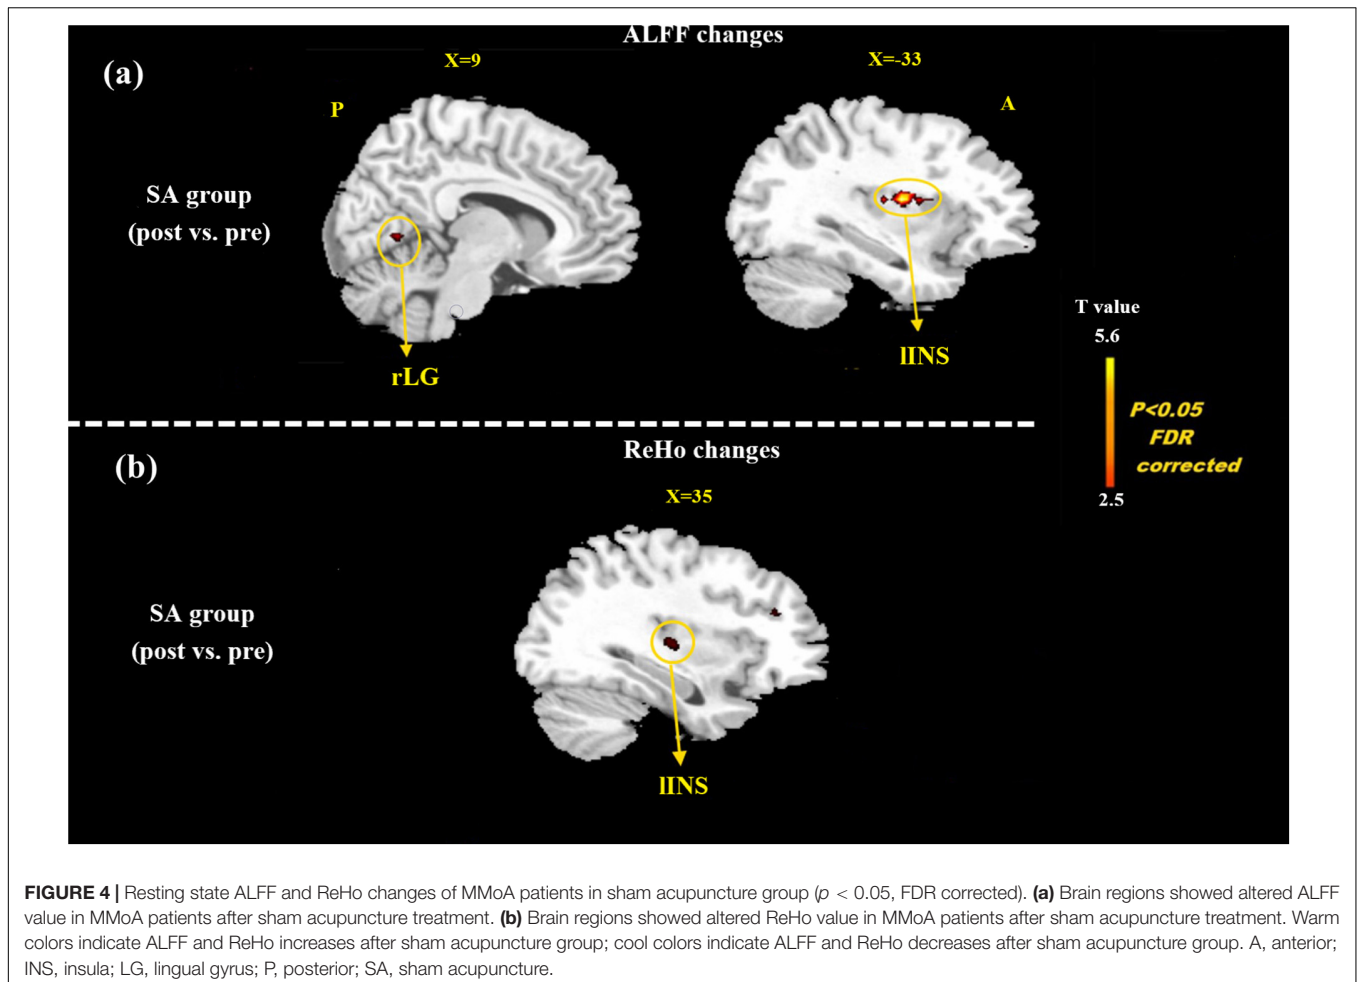 ALFF changes
(a)
X=9
X=-33
P
A
SA group
(post vs. pre)
rLG
lINS
T value
5.6
P<0.05
FDR
corrected
2.5
ReHo changes
(b)
X=35
SA group
(post vs. pre)
lINS
FIGURE 4 | Resting state ALFF and ReHo changes of MMoA patients in sham acupuncture group (p < 0.05, FDR corrected). (a) Brain regions showed altered ALFF
value in MMoA patients after sham acupuncture treatment. (b) Brain regions showed altered ReHo value in MMoA patients after sham acupuncture treatment. Warm
colors indicate ALFF and ReHo increases after sham acupuncture group; cool colors indicate ALFF and ReHo decreases after sham acupuncture group. A, anterior;
INS, insula; LG, lingual gyrus; P, posterior; SA, sham acupuncture.